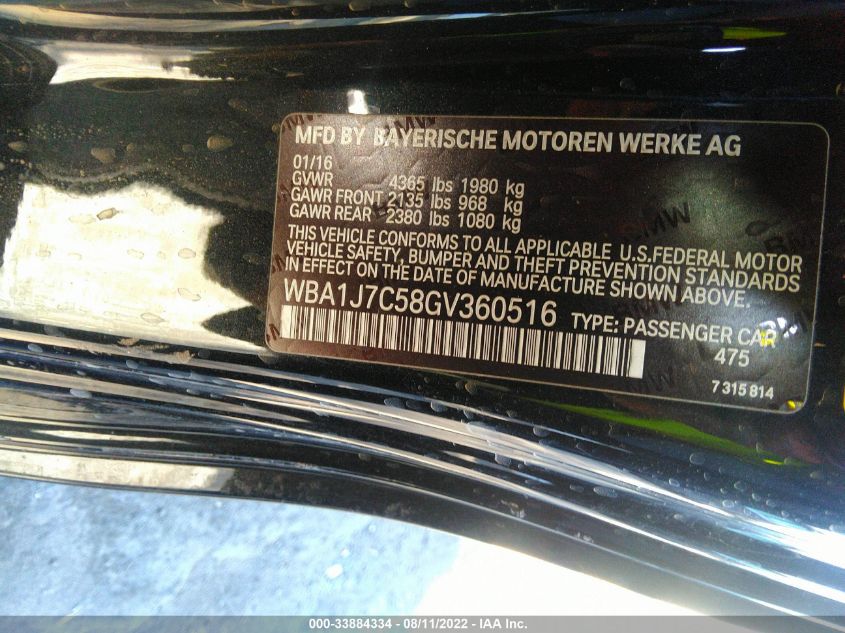 MFD BY BAYERISCHE MOTOREN WERKE AG
01/16
GVWR 4365 lbs 1980 kg
GAWR FRONT 2135 lbs 968 kg
GAWR REAR 2380 lbs 1080 kg
THIS VEHICLE CONFORMS TO ALL APPLICABLE U.S.FEDERAL MOTOR
VEHICLE SAFETY, BUMPER AND THEFT PREVENTION STANDARDS
IN EFFECT ON THE DATE OF MANUFACTURE SHOWN ABOVE.
WBA1J7C58GV360516 TYPE: PASSENGER CAR
475
7 315 814
000-33884334 - 08/11/2022 - IAA Inc.